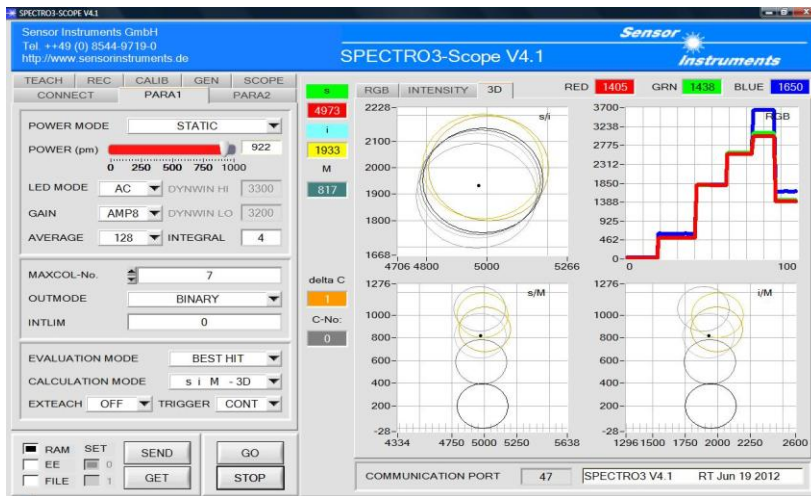 SPECTRO3-SCOPE V4.1
Sensor Instruments GmbH
Tel. ++49 (0) 8544-9719-0
http://www.sensorinstruments.de
SPECTRO3-Scope V4.1
Sensor
Instruments
TEACH REC CALIB GEN SCOPE
CONNECT PARA1 PARA2
POWER MODE STATIC
POWER (pm) 922
0 250 500 750 1000
LED MODE AC DYNWIN HI 3300
GAIN AMP8 DYNWIN LO 3200
AVERAGE 128 INTEGRAL 4
MAXCOL-No. 7
OUTMODE BINARY
INTLIM 0
EVALUATION MODE BEST HIT
CALCULATION MODE s i M - 3D
EXTEACH OFF TRIGGER CONT
RAM SET SEND GO
EE 0
FILE 1 GET STOP
s
4973
i
1933
M
817
delta C
1
C-No:
0
RGB INTENSITY 3D
RED 1405 GRN 1438 BLUE 1650
s/i
2228
2100
2000
1900
1800
1668
4706 4800 5000 5266
RGB
3700
3238
2775
2312
1850
1388
925
462
0
0 100
s/M
1276
1000
800
600
400
200
-28
4334 4750 5000 5250 5638
i/M
1276
1000
800
600
400
200
-28
1296 1500 1750 2000 2250 2600
COMMUNICATION PORT 47 SPECTRO3 V4.1 RT Jun 19 2012